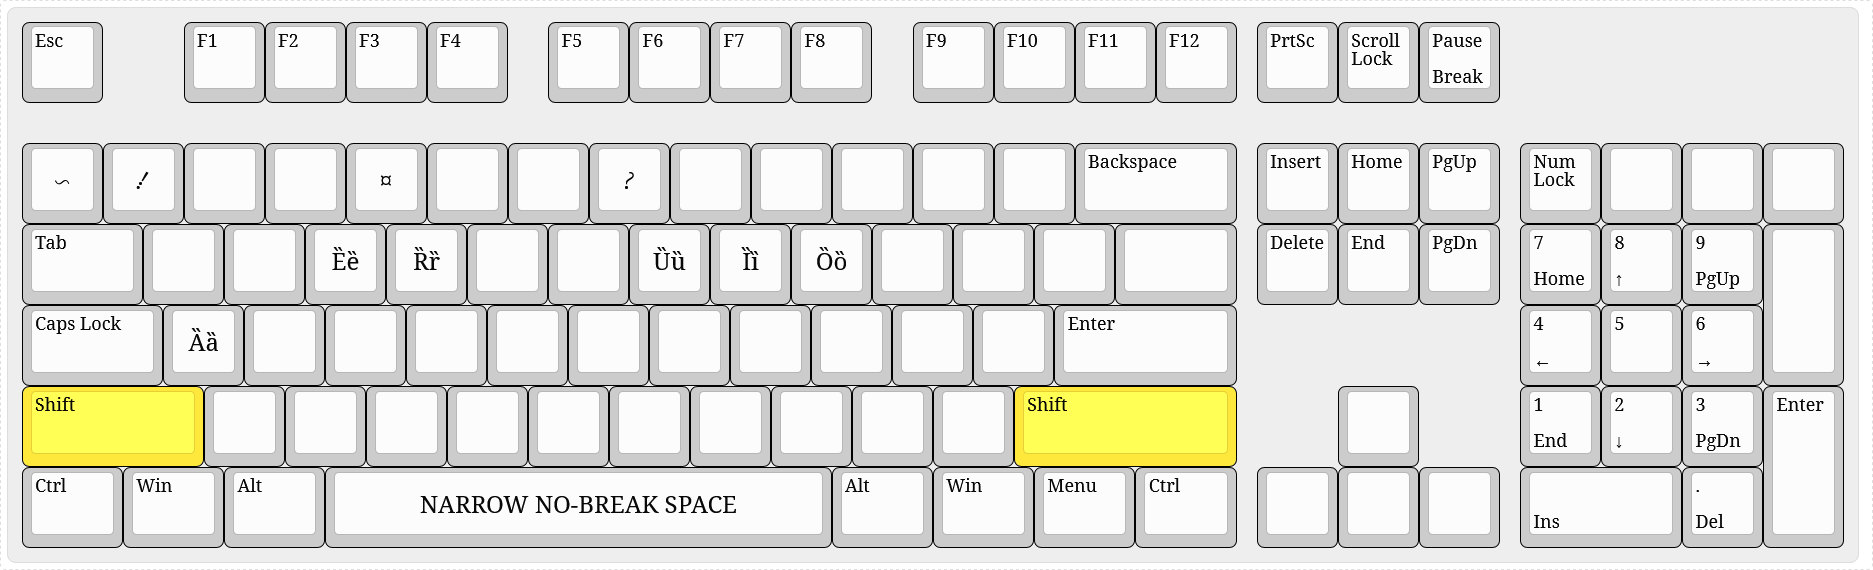 Esc F1 F2 F3 F4 F5 F6 F7 F8 F9 F10 F11 F12 PrtSc Scroll Lock Pause Break
∽ ! ¤ ? Backspace Insert Home PgUp Num Lock
Tab Ȅȅ Ȑȑ Ȕȕ Ȉȉ Ȍȍ Delete End PgDn 7 Home 8 ↑ 9 PgUp
Caps Lock Ȁȁ Enter 4 ← 5 6 →
Shift Shift 1 End 2 ↓ 3 PgDn Enter
Ctrl Win Alt NARROW NO-BREAK SPACE Alt Win Menu Ctrl Ins . Del